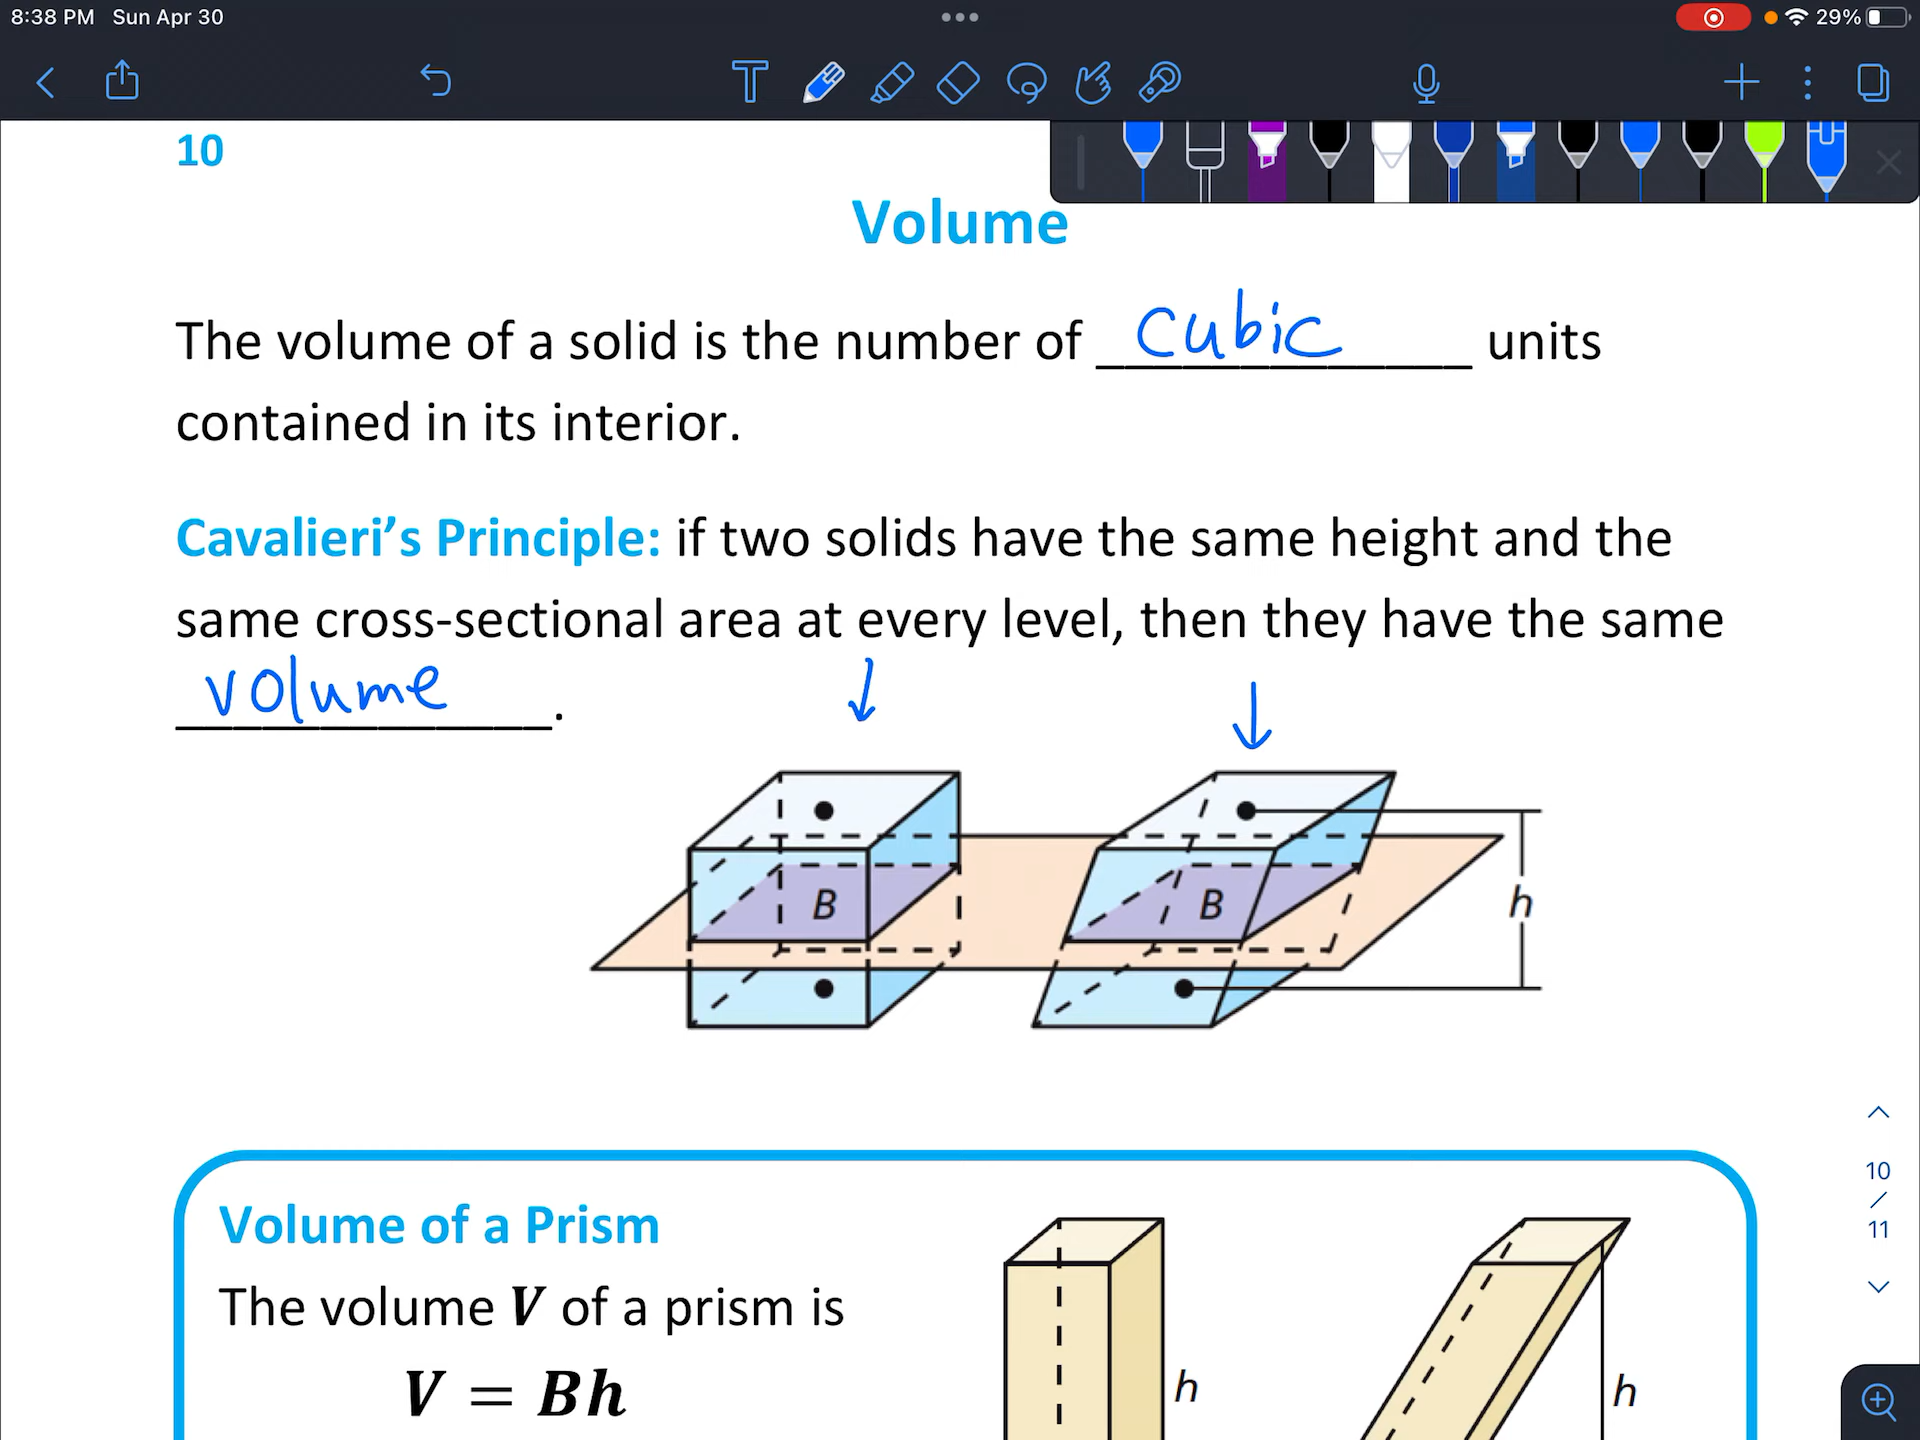 8:38 PM Sun Apr 30
29%
10
Volume
The volume of a solid is the number of cubic units
contained in its interior.
Cavalieri's Principle: if two solids have the same height and the
same cross-sectional area at every level, then they have the same
volume.
B B h
10
/
11
Volume of a Prism
The volume V of a prism is
V = Bh
h h